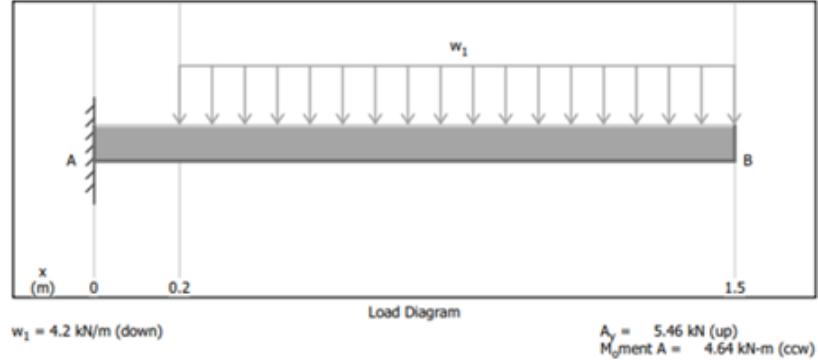 w₁
A
B
x
(m) 0 0.2 1.5
Load Diagram
w₁ = 4.2 kN/m (down)
Aᵧ = 5.46 kN (up)
Moment A = 4.64 kN-m (ccw)